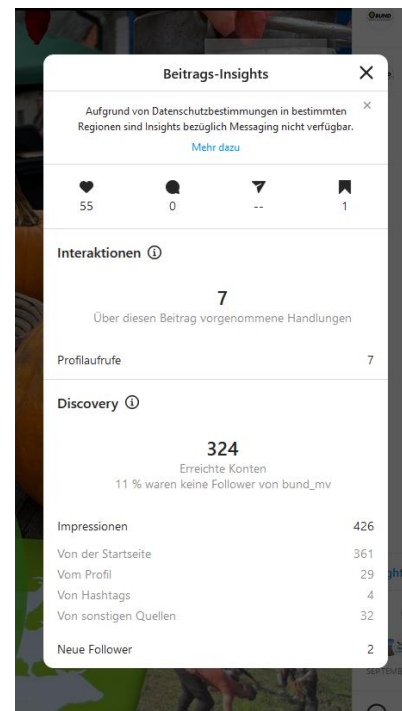 BUND
Beitrags-Insights
Aufgrund von Datenschutzbestimmungen in bestimmten
Regionen sind Insights bezüglich Messaging nicht verfügbar.
Mehr dazu
55 0 -- 1
Interaktionen
7
Über diesen Beitrag vorgenommene Handlungen
Profilaufrufe 7
Discovery
324
Erreichte Konten
11 % waren keine Follower von bund_mv
Impressionen 426
Von der Startseite 361
Vom Profil 29
Von Hashtags 4
Von sonstigen Quellen 32
Neue Follower 2